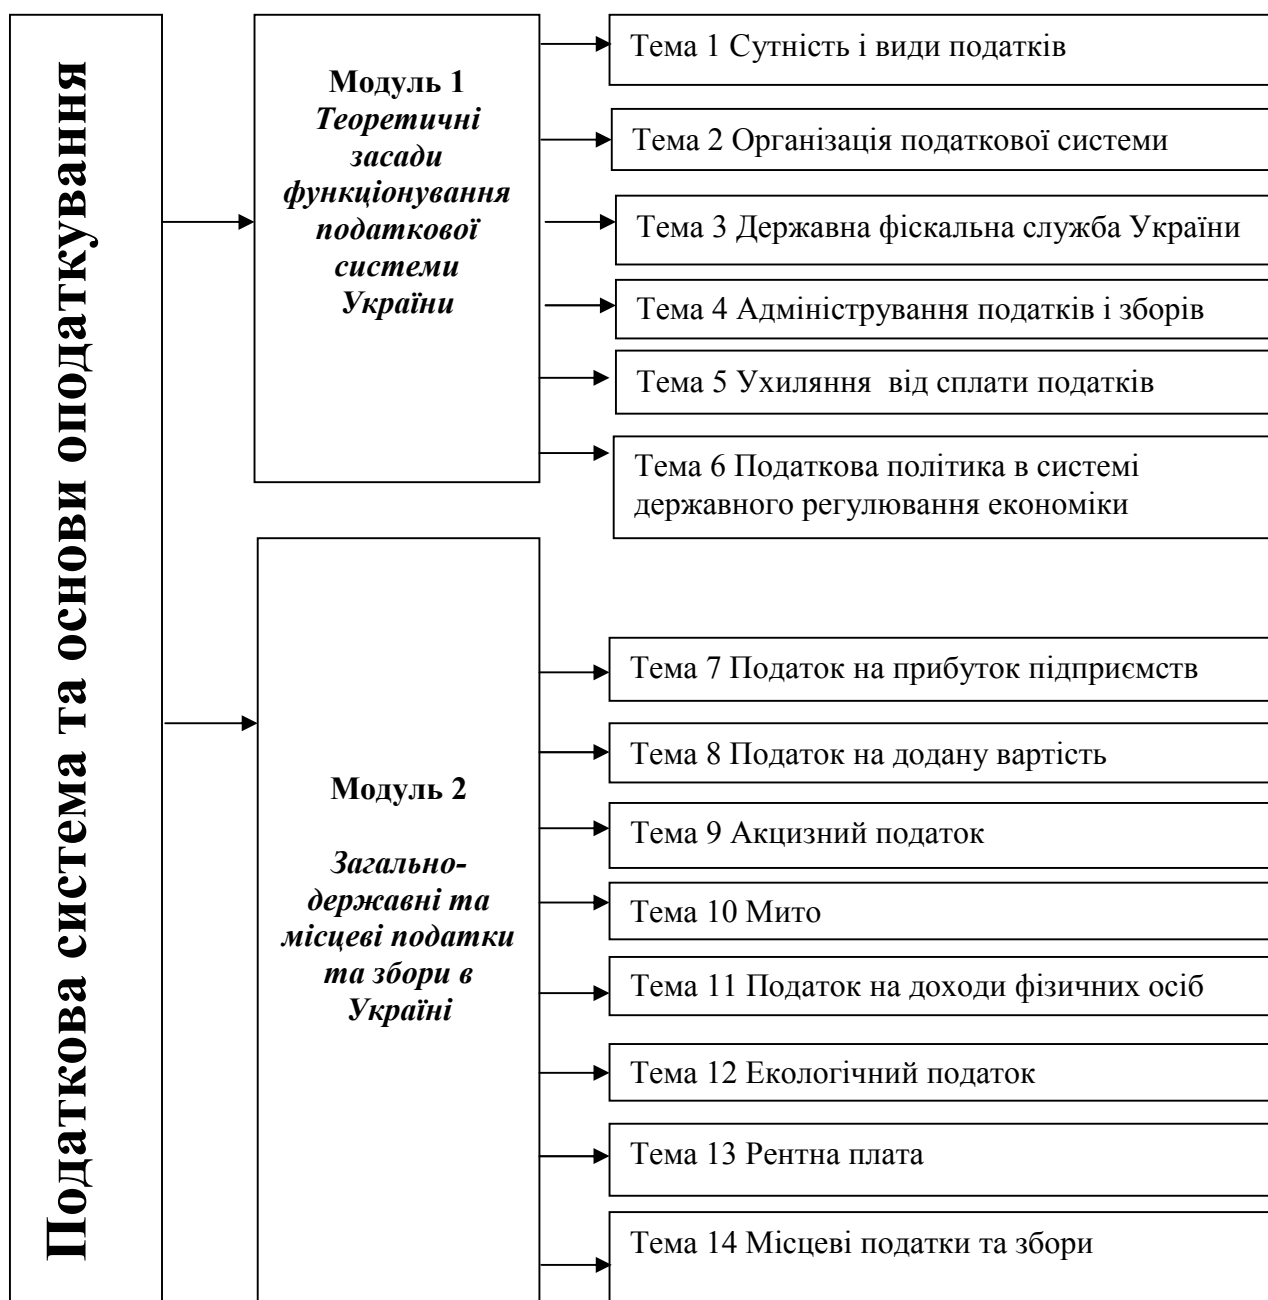 Податкова система та основи оподаткування
Модуль 1
Теоретичні
засади
функціонування
податкової
системи
України
Тема 1 Сутність і види податків
Тема 2 Організація податкової системи
Тема 3 Державна фіскальна служба України
Тема 4 Адміністрування податків і зборів
Тема 5 Ухиляння  від сплати податків
Тема 6 Податкова політика в системі
державного регулювання економіки
Модуль 2
Загально-
державні та
місцеві податки
та збори в
Україні
Тема 7 Податок на прибуток підприємств
Тема 8 Податок на додану вартість
Тема 9 Акцизний податок
Тема 10 Мито
Тема 11 Податок на доходи фізичних осіб
Тема 12 Екологічний податок
Тема 13 Рентна плата
Тема 14 Місцеві податки та збори